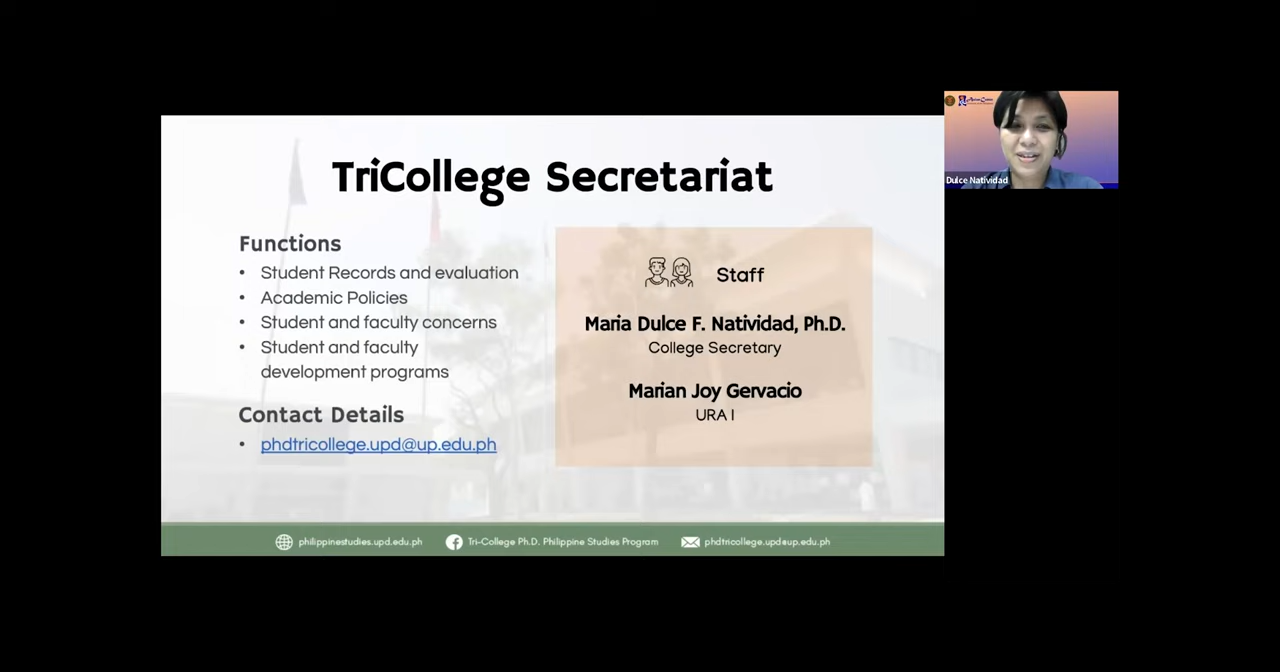 TriCollege Secretariat
Functions
• Student Records and evaluation
• Academic Policies
• Student and faculty concerns
• Student and faculty
development programs
Contact Details
• phdtricollege.upd@up.edu.ph
Staff
Maria Dulce F. Natividad, Ph.D.
College Secretary
Marian Joy Gervacio
URA I
philippinestudies.upd.edu.ph
Tri-College Ph.D. Philippine Studies Program
phdtricollege.upd@up.edu.ph
Dulce Natividad